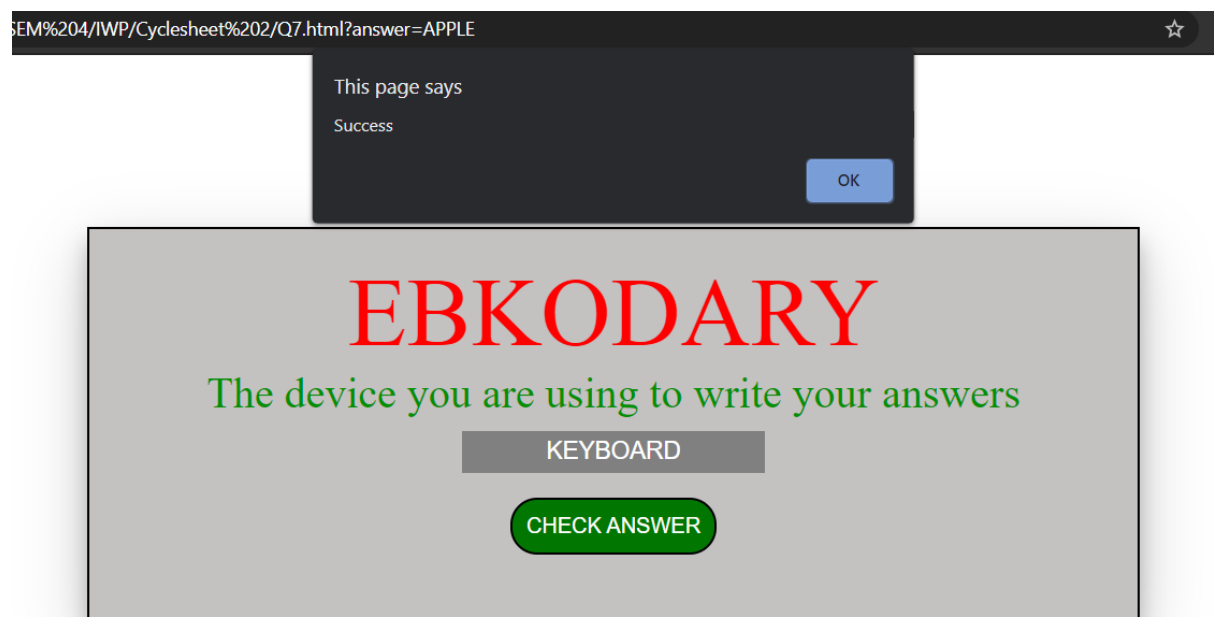 SEM%204/IWP/Cyclesheet%202/Q7.html?answer=APPLE
This page says
Success
OK
EBKODARY
The device you are using to write your answers
KEYBOARD
CHECK ANSWER